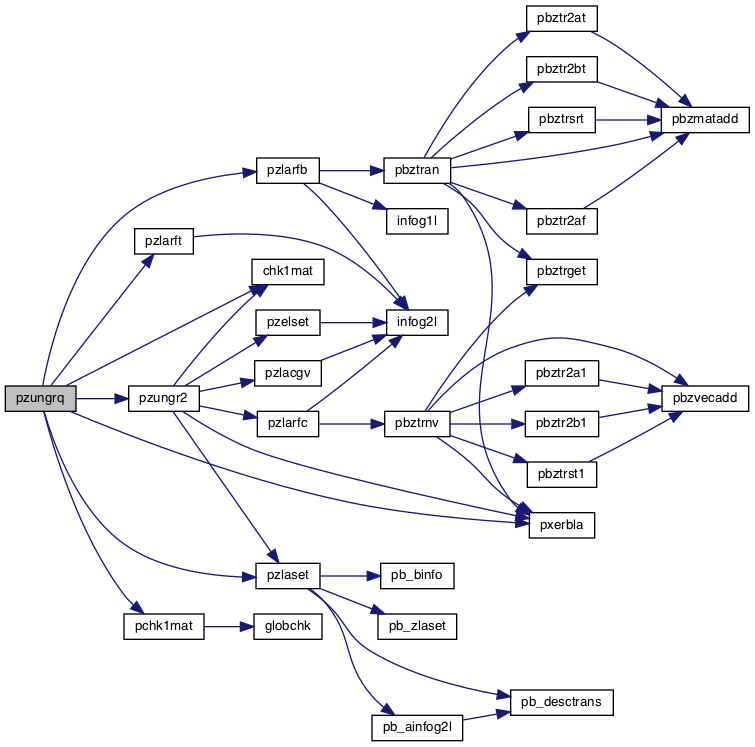 pbztr2at
pbztr2bt
pbzmatadd
pbztrsrt
pzlarfb
pbztran
infog1l
pbztr2af
pzlarft
chk1mat
pbztrget
pzelset
infog2l
pzlacgv
pbztr2a1
pzungrq
pzungr2
pbzvecadd
pzlarfc
pbztrnv
pbztr2b1
pbztrst1
pxerbla
pzlaset
pb_binfo
pchk1mat
globchk
pb_zlaset
pb_desctrans
pb_ainfog2l